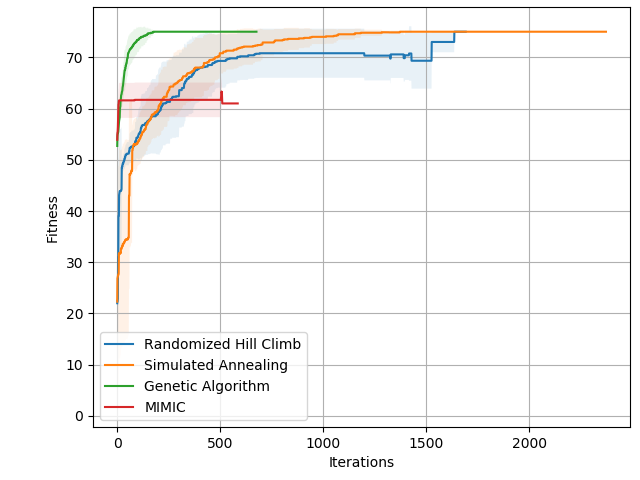 70
60
50
40
30
20
10
0
Fitness
Randomized Hill Climb
Simulated Annealing
Genetic Algorithm
MIMIC
0 500 1000 1500 2000
Iterations